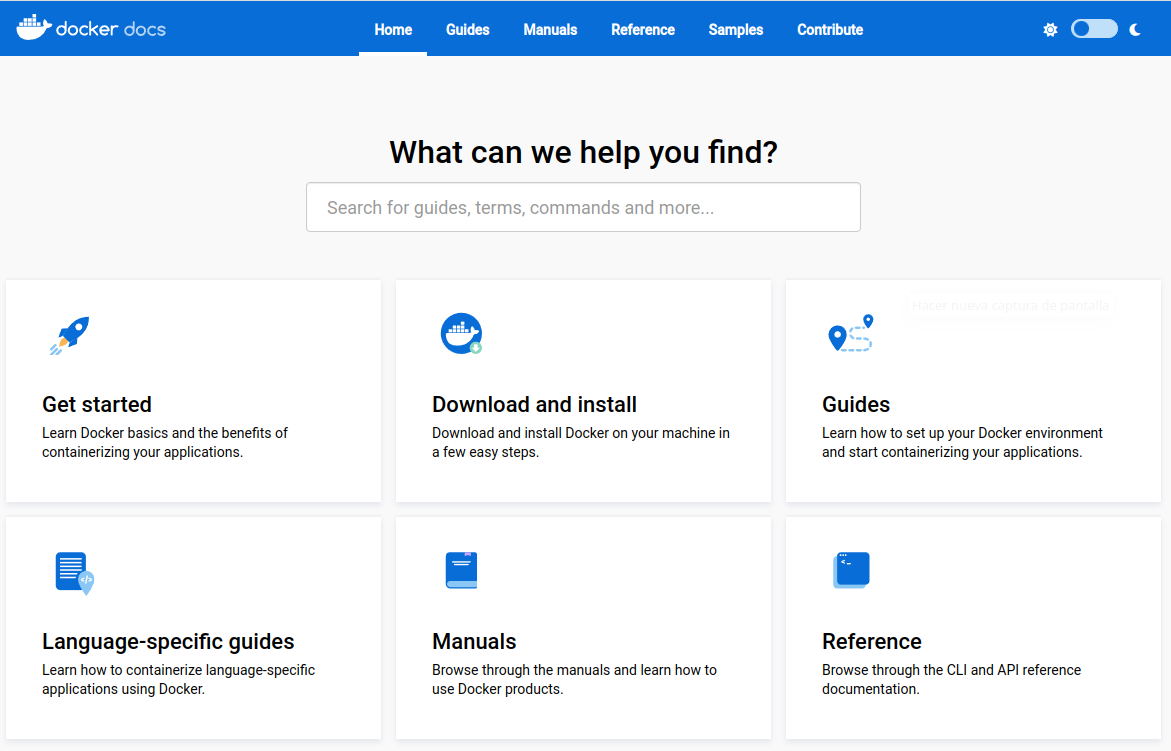 docker docs
Home Guides Manuals Reference Samples Contribute
What can we help you find?
Search for guides, terms, commands and more...
Hacer nueva captura de pantalla
Get started
Learn Docker basics and the benefits of
containerizing your applications.
Download and install
Download and install Docker on your machine in
a few easy steps.
Guides
Learn how to set up your Docker environment
and start containerizing your applications.
Language-specific guides
Learn how to containerize language-specific
applications using Docker.
Manuals
Browse through the manuals and learn how to
use Docker products.
Reference
Browse through the CLI and API reference
documentation.